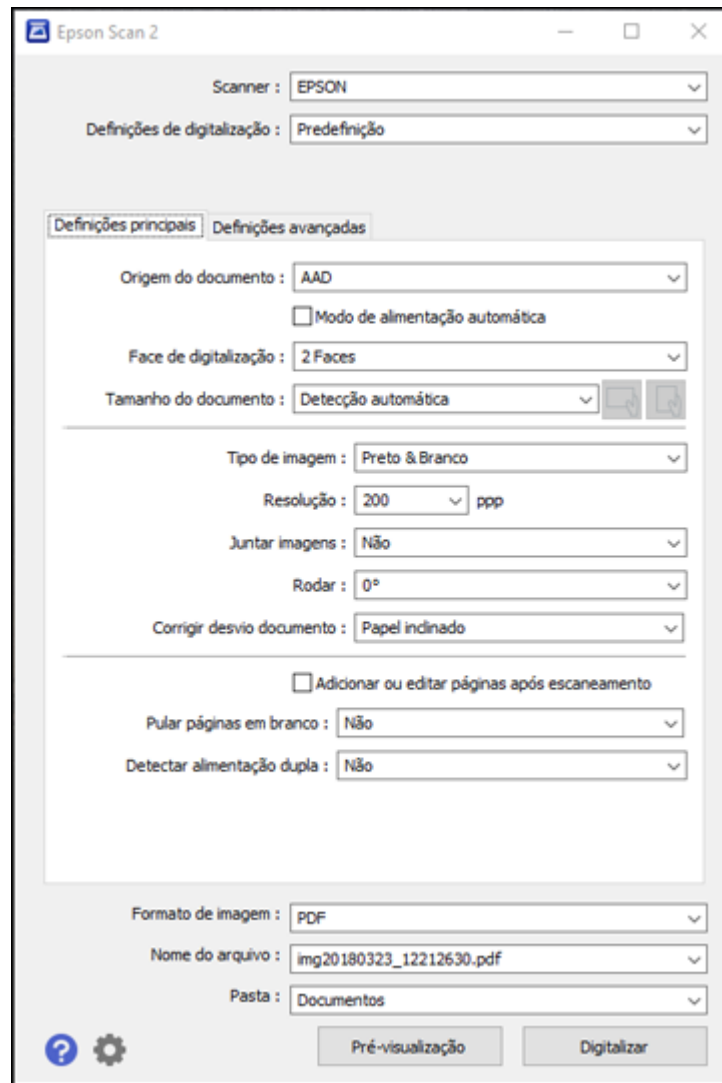 Epson Scan 2
Scanner : EPSON
Definições de digitalização : Predefinição
Definições principais Definições avançadas
Origem do documento : AAD
Modo de alimentação automática
Face de digitalização : 2 Faces
Tamanho do documento : Detecção automática
Tipo de imagem : Preto & Branco
Resolução : 200 ppp
Juntar imagens : Não
Rodar : 0°
Corrigir desvio documento : Papel inclinado
Adicionar ou editar páginas após escaneamento
Pular páginas em branco : Não
Detectar alimentação dupla : Não
Formato de imagem : PDF
Nome do arquivo : img20180323_12212630.pdf
Pasta : Documentos
? Pré-visualização Digitalizar